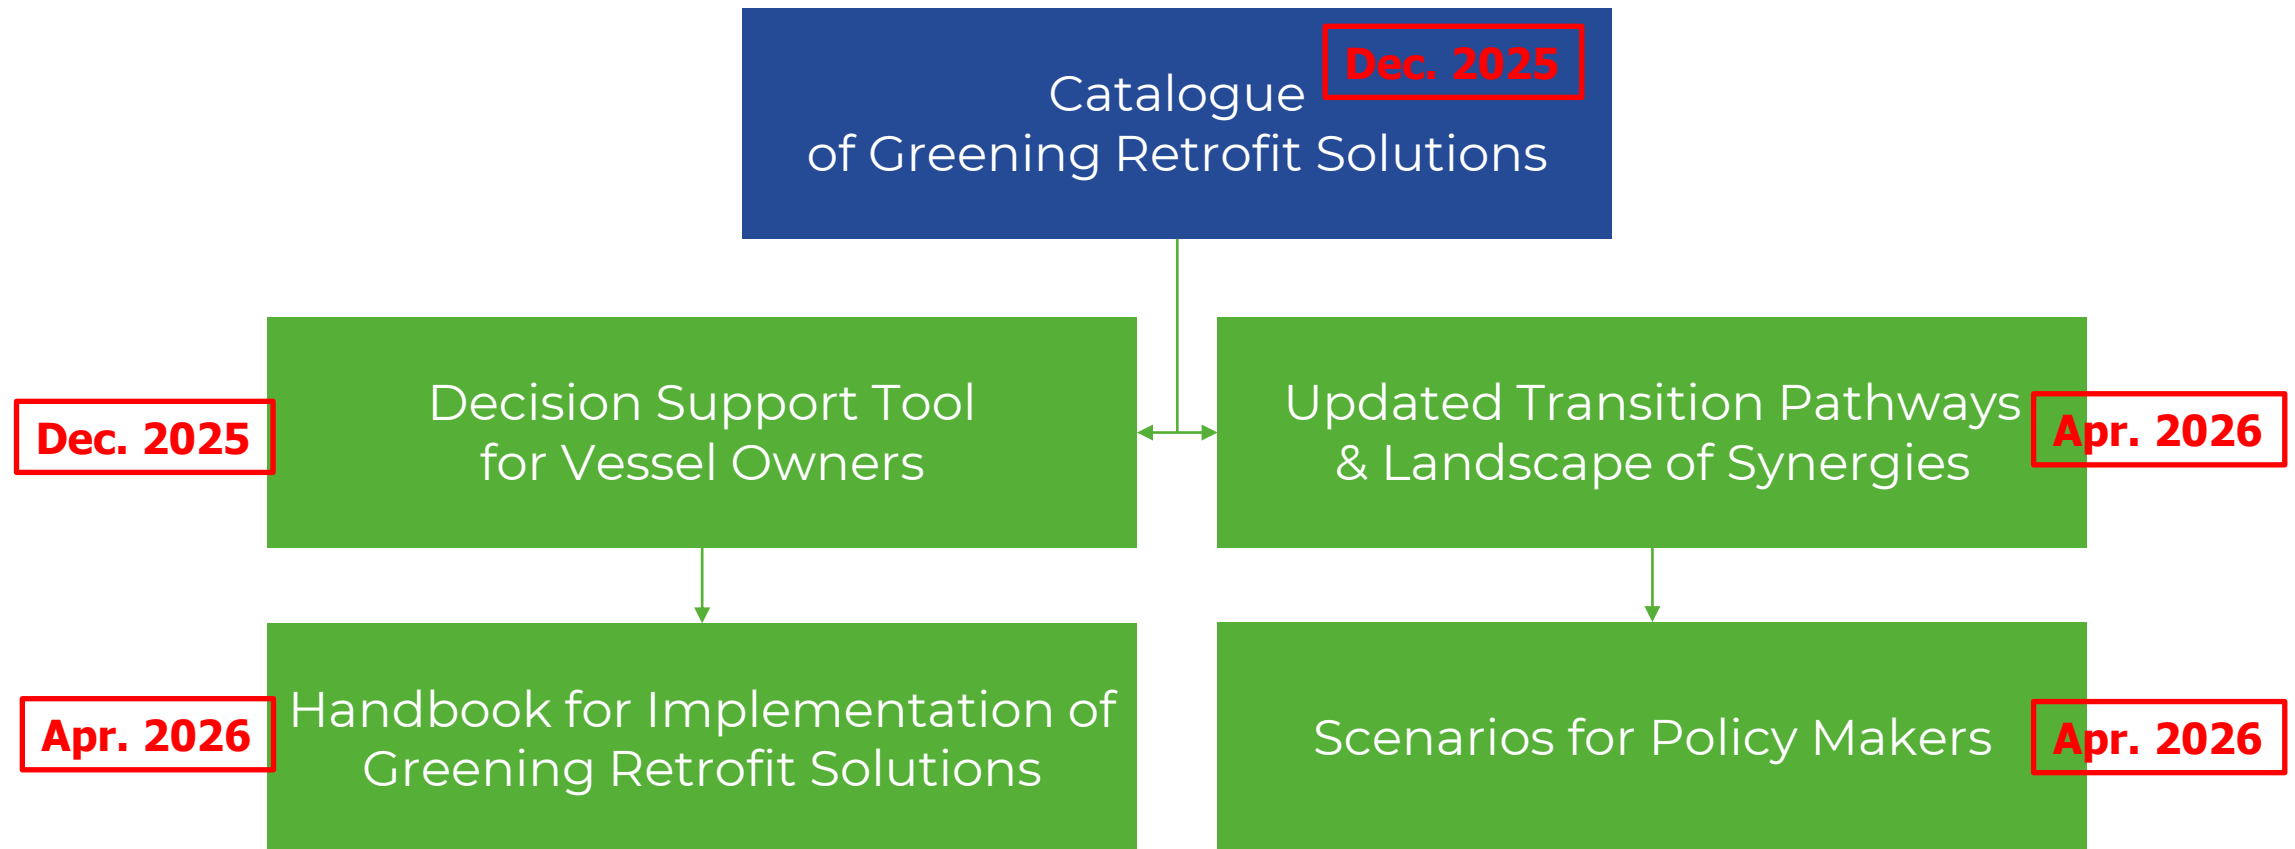 Dec. 2025
Catalogue
of Greening Retrofit Solutions
Dec. 2025
Decision Support Tool
for Vessel Owners
Updated Transition Pathways
& Landscape of Synergies
Apr. 2026
Apr. 2026
Handbook for Implementation of
Greening Retrofit Solutions
Scenarios for Policy Makers
Apr. 2026